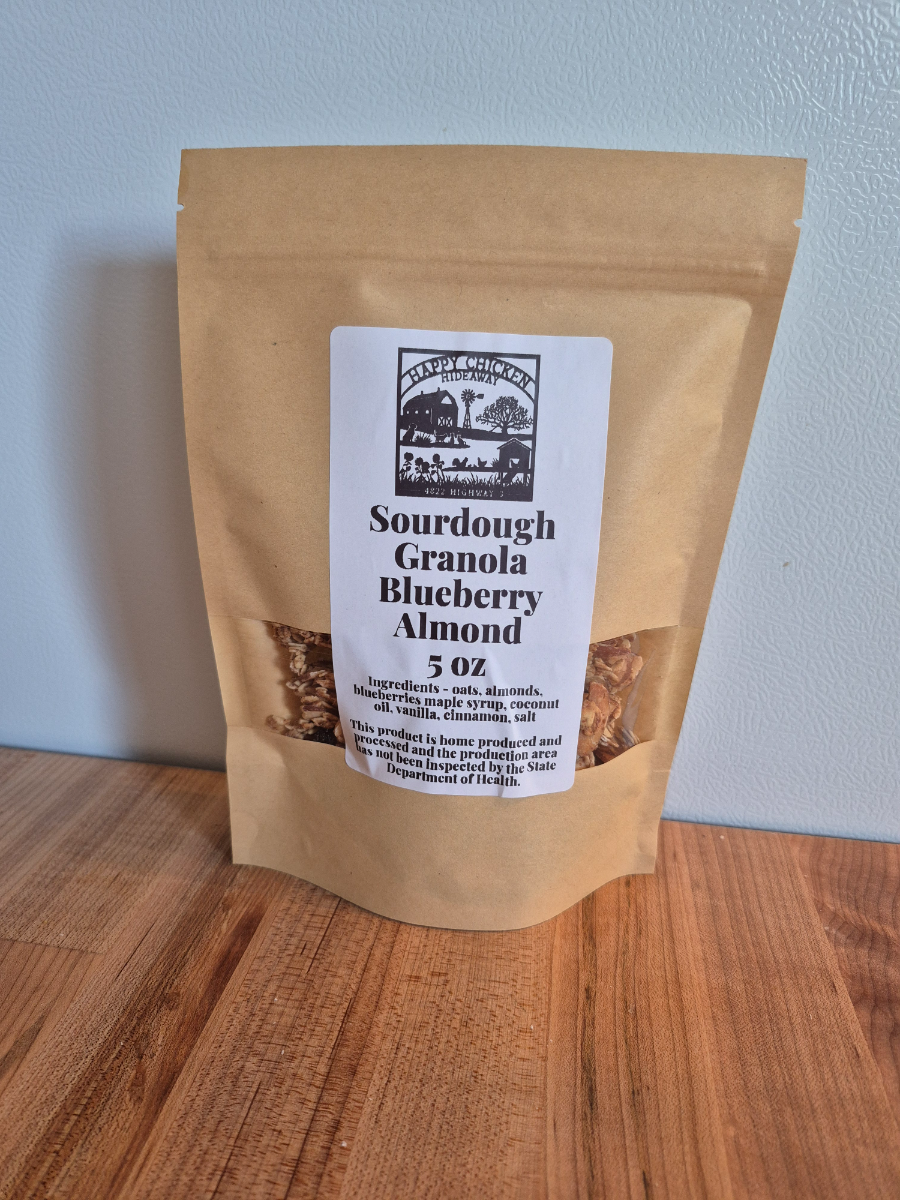 HAPPY CHICKEN
HIDEAWAY
4822 HIGHWAY
Sourdough
Granola
Blueberry
Almond
5 oz
Ingredients - oats, almonds,
blueberries maple syrup, coconut
oil, vanilla, cinnamon, salt
This product is home produced and
processed and the production area
has not been inspected by the State
Department of Health.